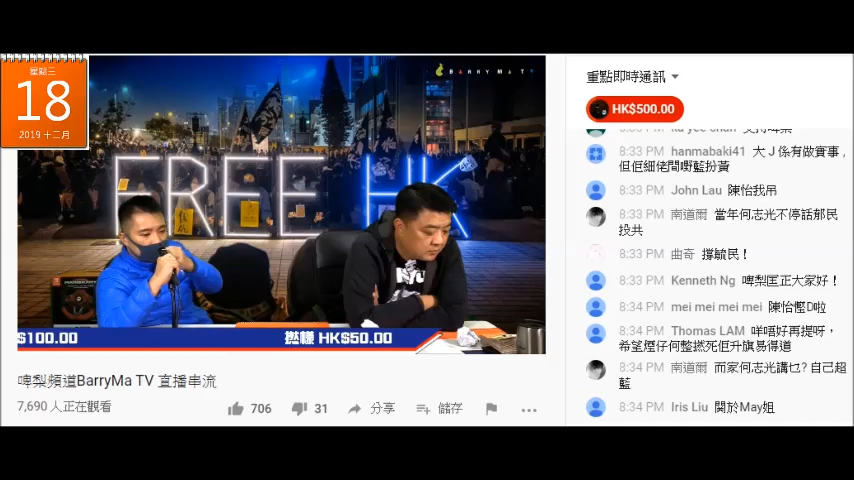 星期三
18
2019 十二月
BARRYMA TV
FREE HK
$100.00
撚樣 HK$50.00
啤梨頻道BarryMa TV 直播串流
7,690 人正在觀看
706
31
分享
儲存
重點即時通訊
HK$500.00
8:33 PM hanmabaki41 大J係有做賽事,
但佢細佬間嘢藍扮黃
8:33 PM John Lau 陳怡我吊
8:33 PM 南道爾 當年何志光不停話郁民
投共
8:33 PM 曲奇 撐毓民!
8:33 PM Kenneth Ng 啤梨匡正大家好!
8:34 PM mei mei mei mei 陳怡慳D啦
8:34 PM Thomas LAM 咩唔好再提呀,
希望煙仔何整撚死佢升旗易得道
8:34 PM 南道爾 而家何志光講乜? 自己超
藍
8:34 PM Iris Liu 關於May姐